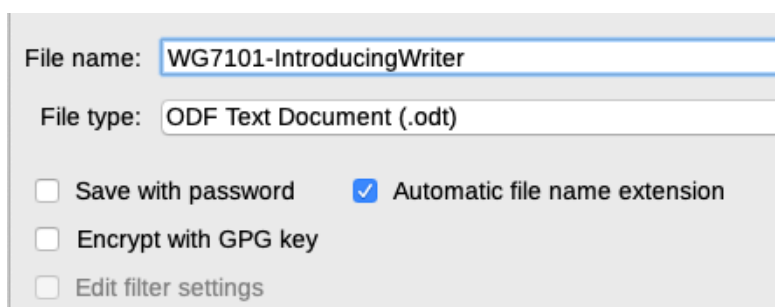 File name: WG7101-IntroducingWriter
File type: ODF Text Document (.odt)
Save with password Automatic file name extension
Encrypt with GPG key
Edit filter settings